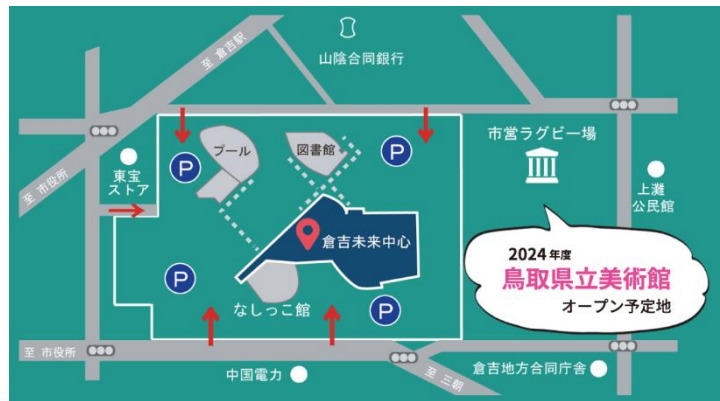 山陰合同銀行
至 倉吉駅
プール
図書館
P
P
市営ラグビー場
東宝
ストア
至 市役所
上灘
公民館
倉吉未来中心
2024年度
鳥取県立美術館
オープン予定地
P
なしっこ館
P
至 市役所
中国電力
至 三朝
倉吉地方合同庁舎